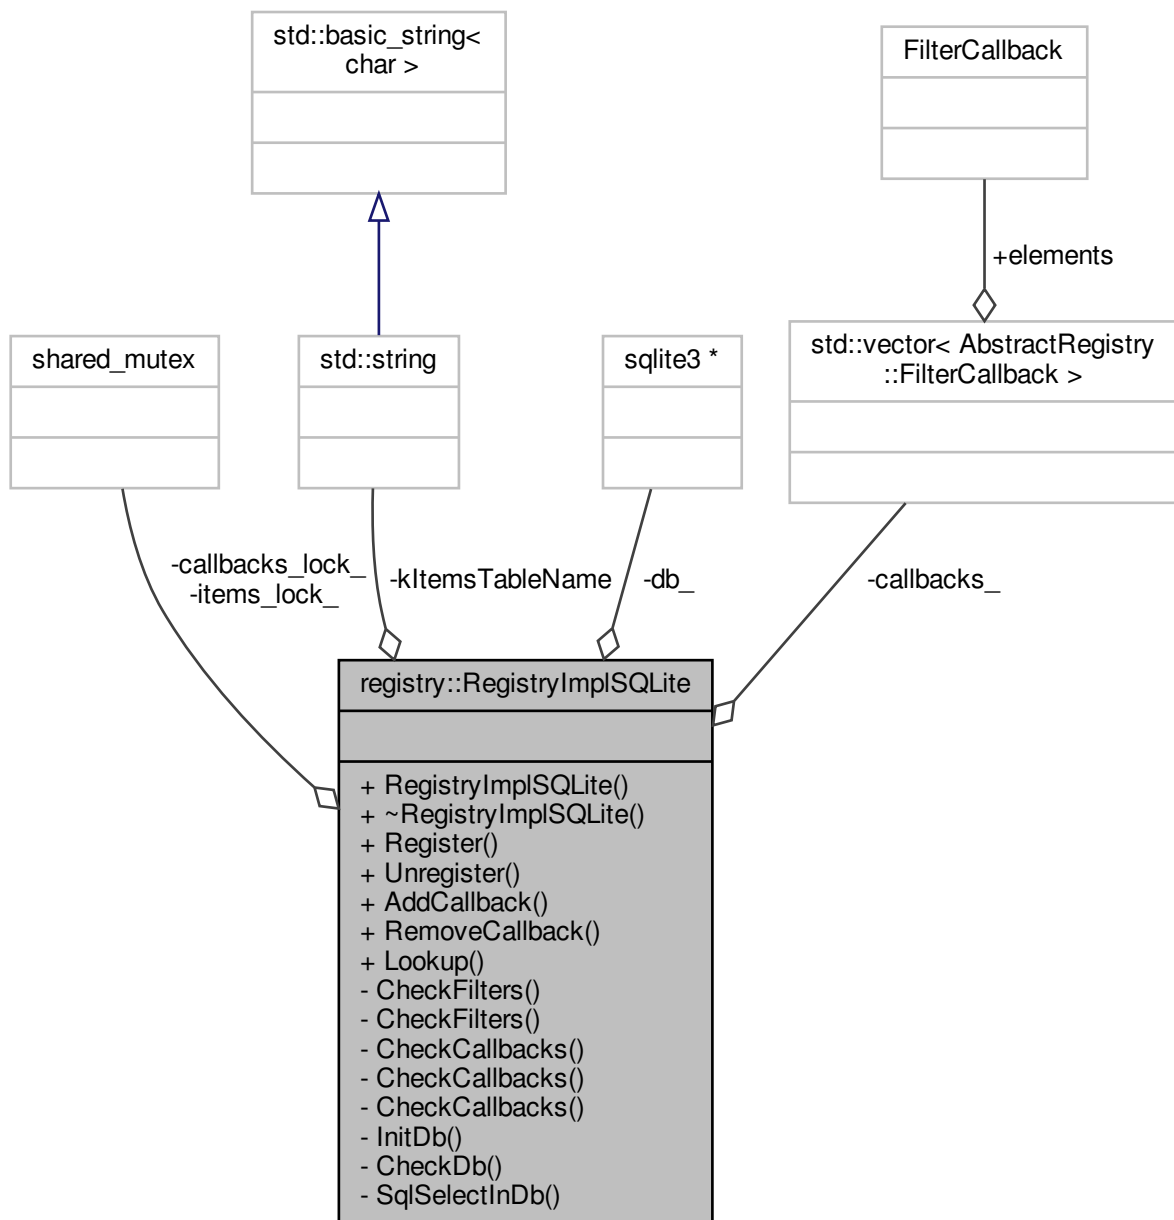 std::basic_string<
char >
FilterCallback
+elements
shared_mutex
std::string
sqlite3 *
std::vector< AbstractRegistry
::FilterCallback >
-callbacks_lock_
-items_lock_
-kItemsTableName
-db_
-callbacks_
registry::RegistryImplSQLite
+ RegistryImplSQLite()
+ ~RegistryImplSQLite()
+ Register()
+ Unregister()
+ AddCallback()
+ RemoveCallback()
+ Lookup()
- CheckFilters()
- CheckFilters()
- CheckCallbacks()
- CheckCallbacks()
- CheckCallbacks()
- InitDb()
- CheckDb()
- SqlSelectInDb()